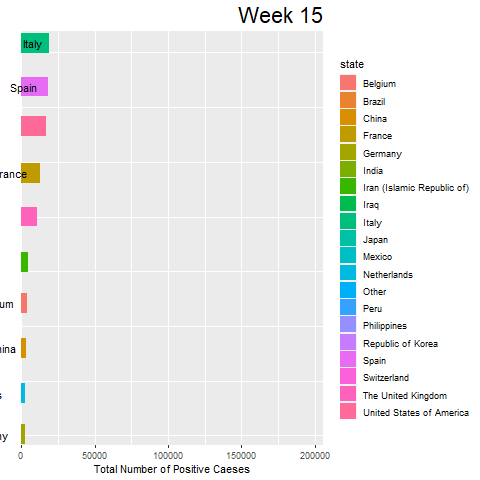 Week 15
Italy
Spain
rance
um
ina
s
ny
0 50000 100000 150000 200000
Total Number of Positive Caeses
state
Belgium
Brazil
China
France
Germany
India
Iran (Islamic Republic of)
Iraq
Italy
Japan
Mexico
Netherlands
Other
Peru
Philippines
Republic of Korea
Spain
Switzerland
The United Kingdom
United States of America